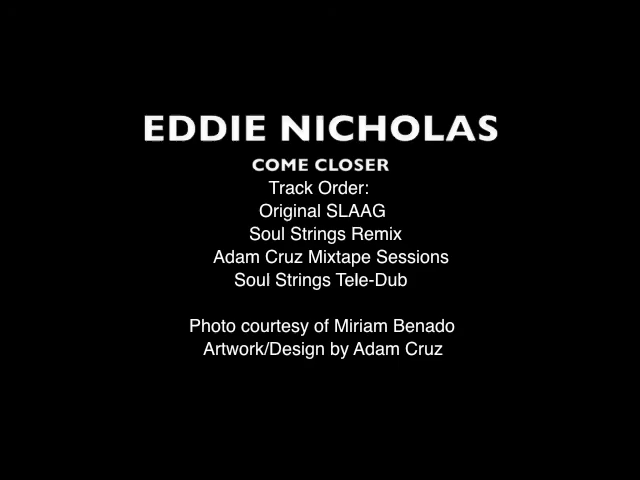 EDDIE NICHOLAS
COME CLOSER
Track Order:
Original SLAAG
Soul Strings Remix
Adam Cruz Mixtape Sessions
Soul Strings Tele-Dub
Photo courtesy of Miriam Benado
Artwork/Design by Adam Cruz